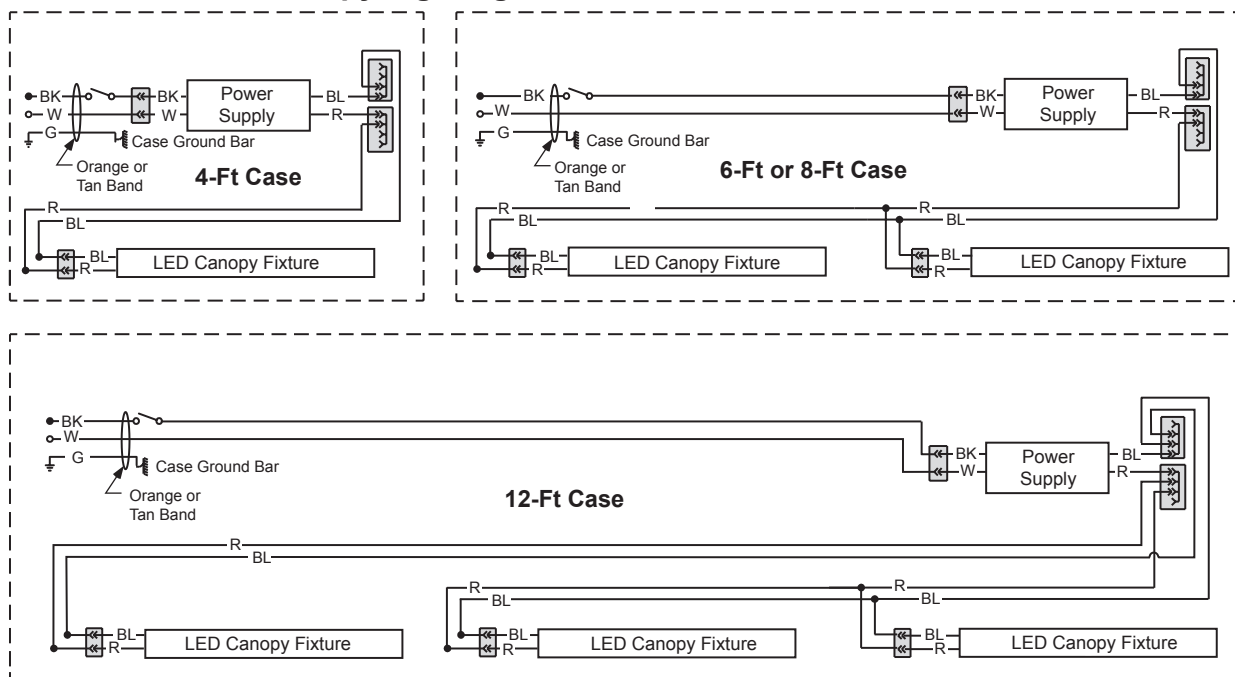 BK
BK
Power Supply
BL
W
W
R
G
Case Ground Bar
Orange or
Tan Band
4-Ft Case
R
BL
BL
R
LED Canopy Fixture
BK
BK
Power Supply
BL
W
W
R
G
Case Ground Bar
Orange or
Tan Band
6-Ft or 8-Ft Case
R
R
BL
BL
BL
R
LED Canopy Fixture
BL
R
LED Canopy Fixture
BK
W
G
Case Ground Bar
Orange or
Tan Band
BK
W
Power
Supply
BL
R
12-Ft Case
R
BL
R
R
BL
BL
BL
R
LED Canopy Fixture
BL
R
LED Canopy Fixture
BL
R
LED Canopy Fixture